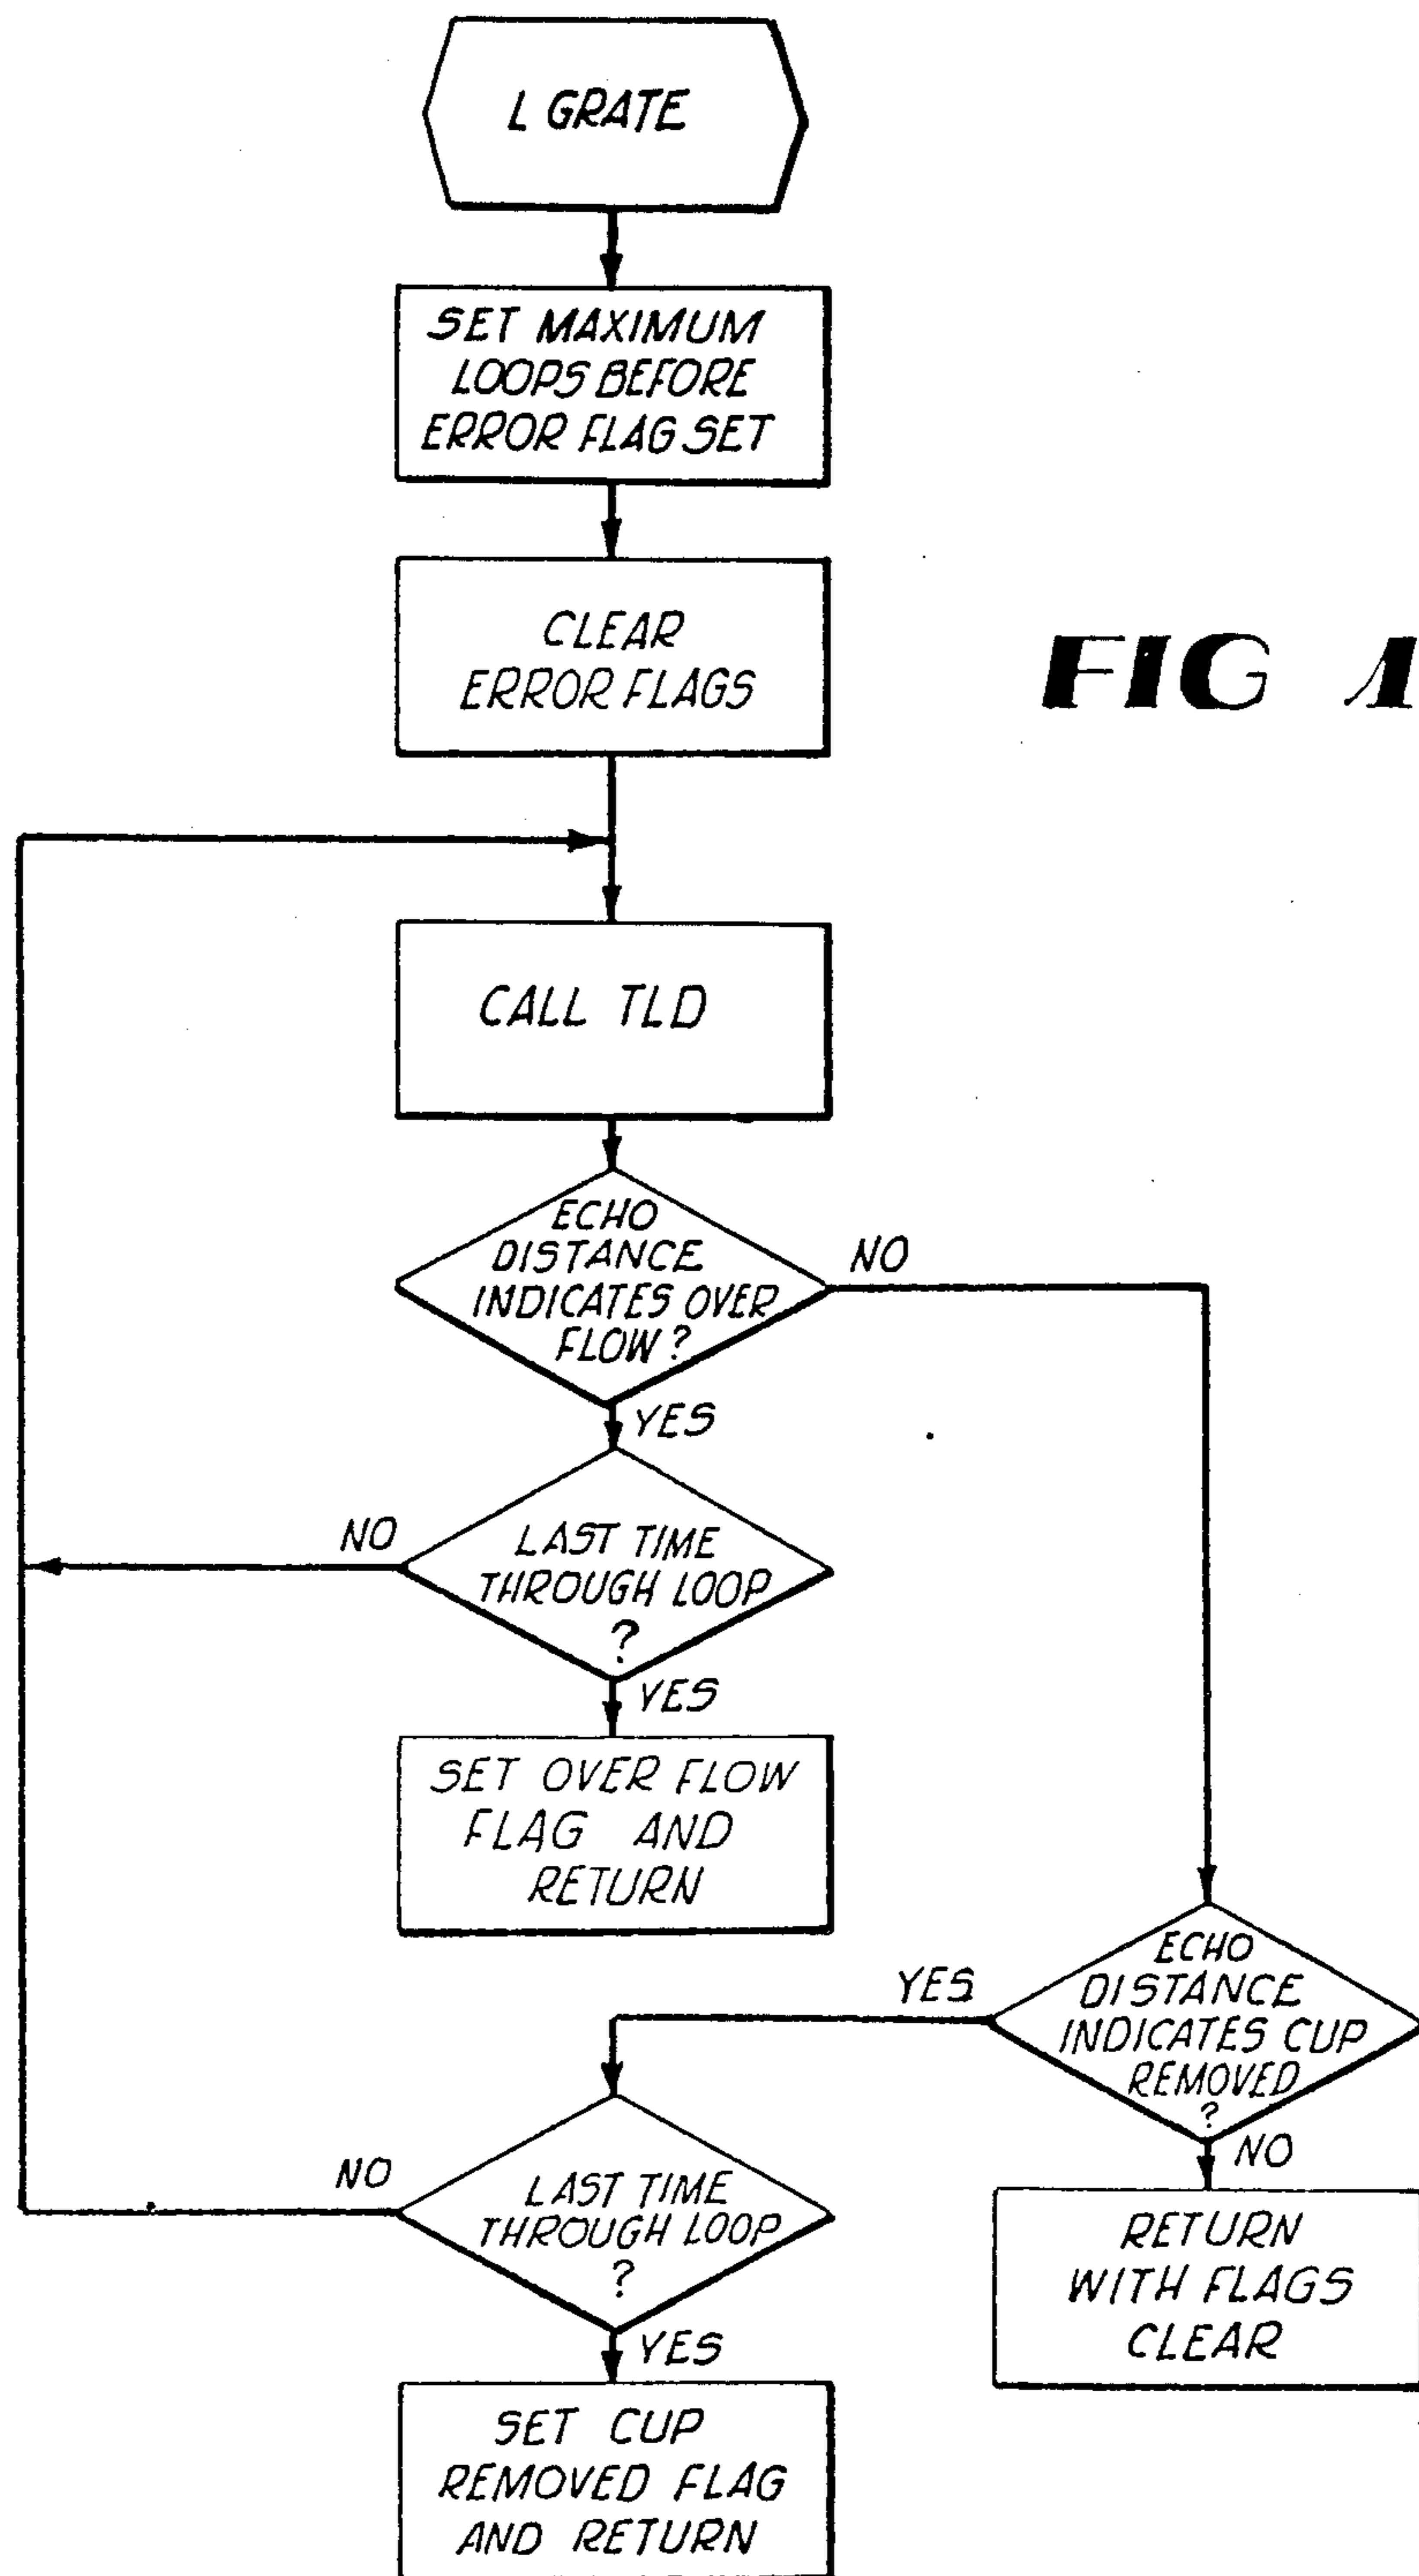 L GRATE
SET MAXIMUM
LOOPS BEFORE
ERROR FLAG SET
CLEAR
ERROR FLAGS
FIG 1
CALL TLD
ECHO
DISTANCE
INDICATES OVER
FLOW?
NO
YES
NO
LAST TIME
THROUGH LOOP
?
YES
SET OVER FLOW
FLAG AND
RETURN
ECHO
DISTANCE
INDICATES CUP
REMOVED
?
YES
NO
NO
LAST TIME
THROUGH LOOP
?
YES
RETURN
WITH FLAGS
CLEAR
SET CUP
REMOVED FLAG
AND RETURN